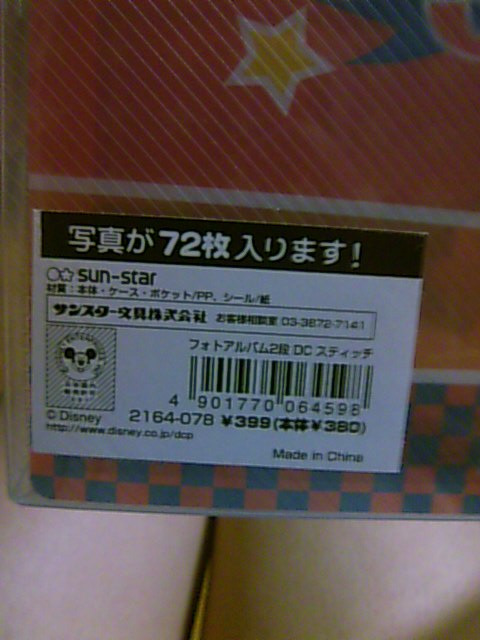 写真が72枚入ります!
sun-star
材質:本体・ケース・ポケット/PP、シール/紙
サンスター文具株式会社 お客様相談室 03-3872-7141
フォトアルバム2段 DC スティッチ
4 901770 064598
© Disney
2164-078 ¥399(本体¥380)
http://www.disney.co.jp/dcp
Made in China